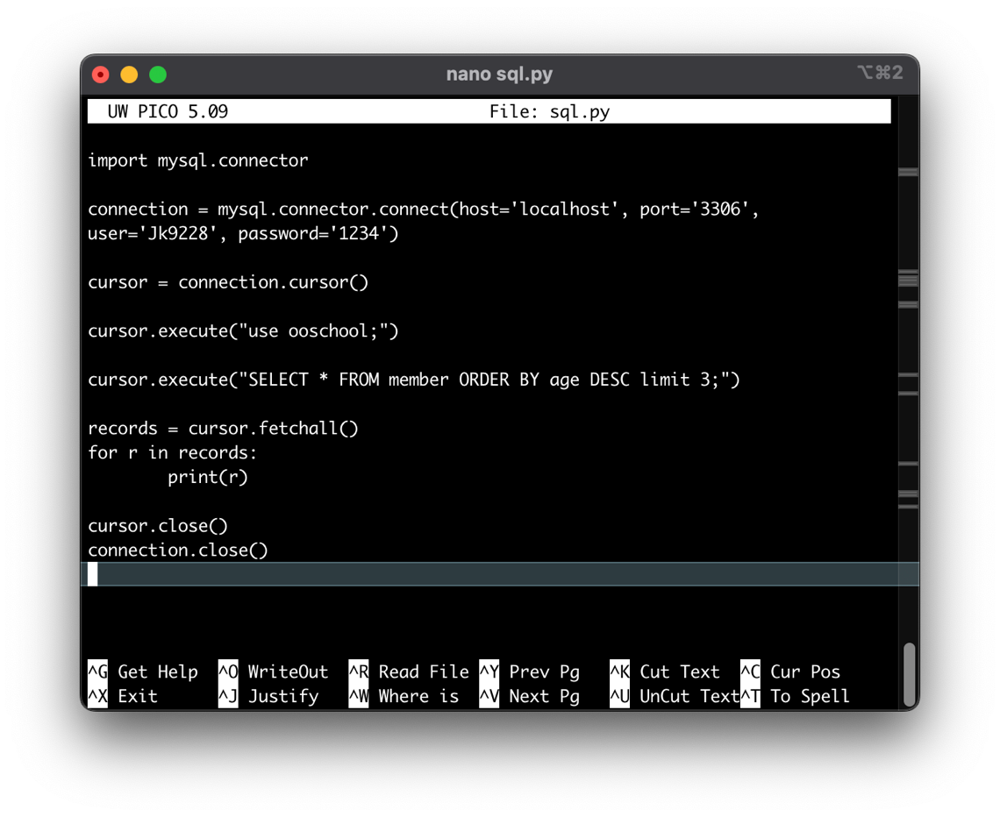 nano sql.py ⌥⌘2
UW PICO 5.09 File: sql.py
import mysql.connector
connection = mysql.connector.connect(host='localhost', port='3306',
user='Jk9228', password='1234')
cursor = connection.cursor()
cursor.execute("use ooschool;")
cursor.execute("SELECT * FROM member ORDER BY age DESC limit 3;")
records = cursor.fetchall()
for r in records:
        print(r)
cursor.close()
connection.close()
^G Get Help ^O WriteOut ^R Read File ^Y Prev Pg ^K Cut Text ^C Cur Pos
^X Exit ^J Justify ^W Where is ^V Next Pg ^U UnCut Text ^T To Spell